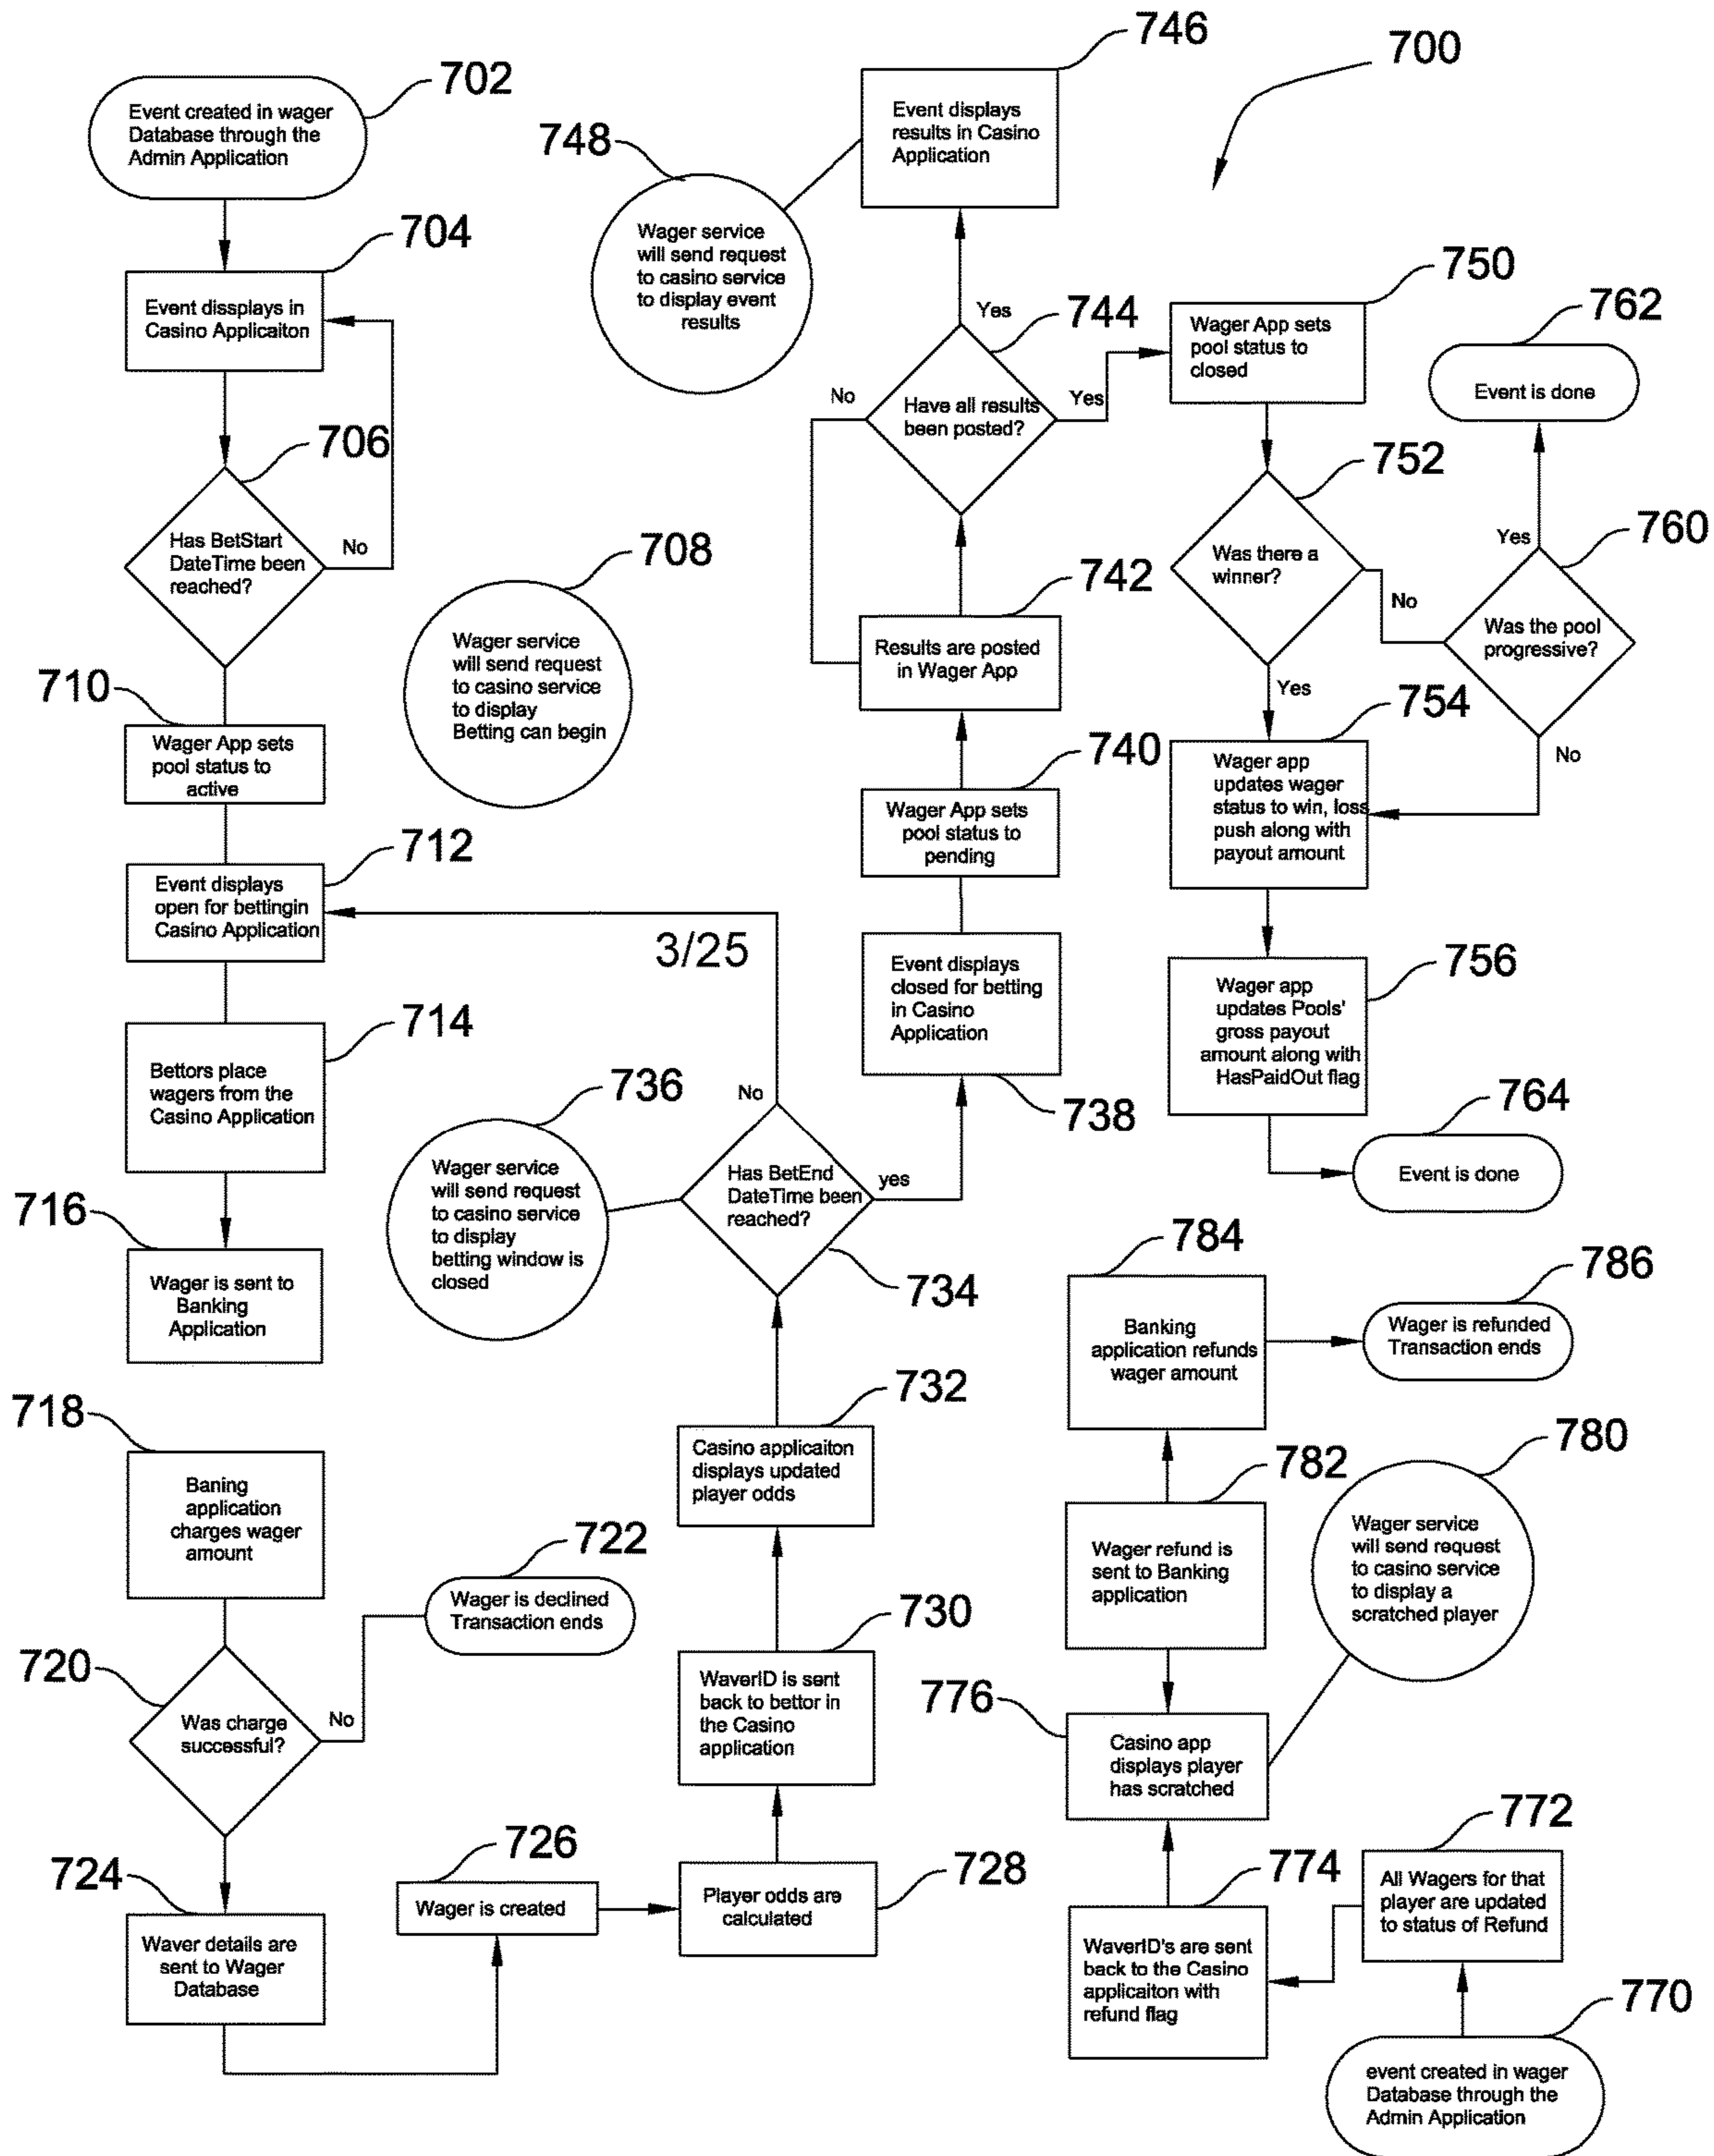 700
702
Event created in wager
Database through the
Admin Application
704
Event dissplays in
Casino Applicaiton
706
Has BetStart
DateTime been
reached?
No
708
Wager service
will send request
to casino service
to display
Betting can begin
710
Wager App sets
pool status to
active
712
Event displays
open for bettingin
Casino Application
714
Bettors place
wagers from the
Casino Application
716
Wager is sent to
Banking
Application
718
Baning
application
charges wager
amount
720
Was charge
successful?
No
722
Wager is declined
Transaction ends
724
Waver details are
sent to Wager
Database
726
Wager is created
728
Player odds are
calculated
730
WaverID is sent
back to bettor in
the Casino
application
732
Casino applicaiton
displays updated
player odds
734
Has BetEnd
DateTime been
reached?
No
yes
3/25
736
Wager service
will send request
to casino service
to display
betting window is
closed
738
Event displays
closed for betting
in Casino
Application
740
Wager App sets
pool status to
pending
742
Results are posted
in Wager App
744
Have all results
been posted?
No
Yes
Yes
746
Event displays
results in Casino
Application
748
Wager service
will send request
to casino service
to display event
results
750
Wager App sets
pool status to
closed
752
Was there a
winner?
No
Yes
754
Wager app
updates wager
status to win, loss
push along with
payout amount
756
Wager app
updates Pools'
gross payout
amount along with
HasPaidOut flag
760
Was the pool
progressive?
Yes
No
762
Event is done
764
Event is done
784
Banking
application refunds
wager amount
786
Wager is refunded
Transaction ends
782
Wager refund is
sent to Banking
application
780
Wager service
will send request
to casino service
to display a
scratched player
776
Casino app
displays player
has scratched
774
WaverID's are sent
back to the Casino
applicaiton with
refund flag
772
All Wagers for that
player are updated
to status of Refund
770
event created in wager
Database through the
Admin Application